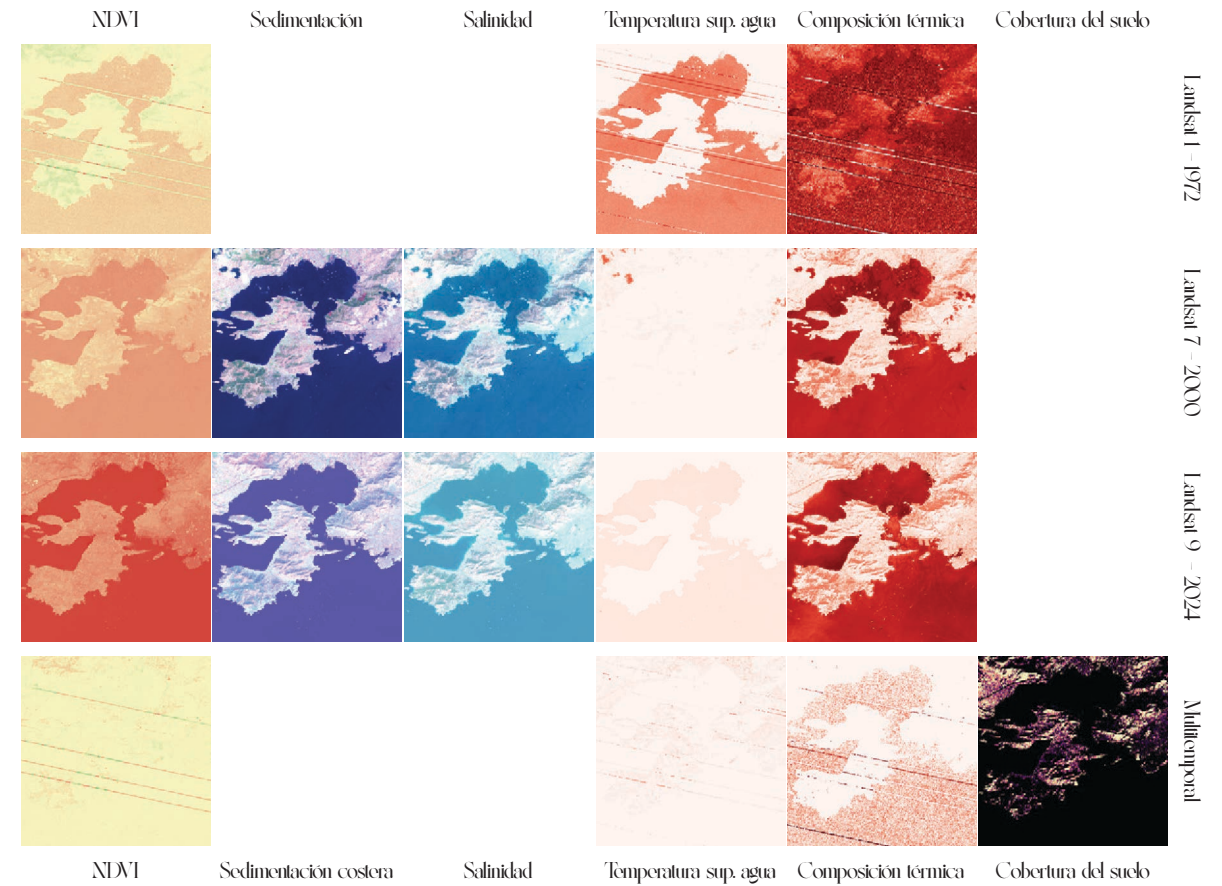 NDVI
Sedimentación
Salinidad
Temperatura sup. agua
Composición térmica
Cobertura del suelo
Landsat 1 - 1972
Landsat 7 - 2000
Landsat 9 - 2024
Multitemporal
NDVI
Sedimentación costera
Salinidad
Temperatura sup. agua
Composición térmica
Cobertura del suelo